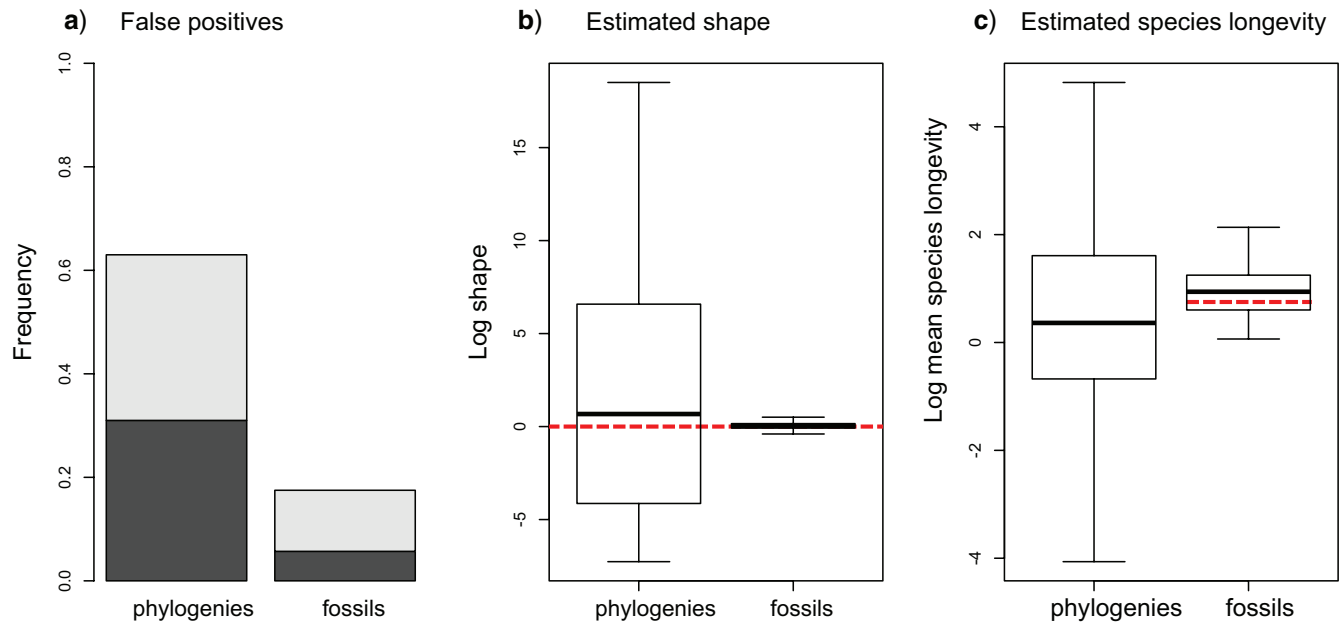 a) False positives
Frequency
1.0
0.8
0.6
0.4
0.2
0.0
phylogenies fossils
b) Estimated shape
Log shape
15
10
5
0
-5
phylogenies fossils
c) Estimated species longevity
Log mean species longevity
4
2
0
-2
-4
phylogenies fossils